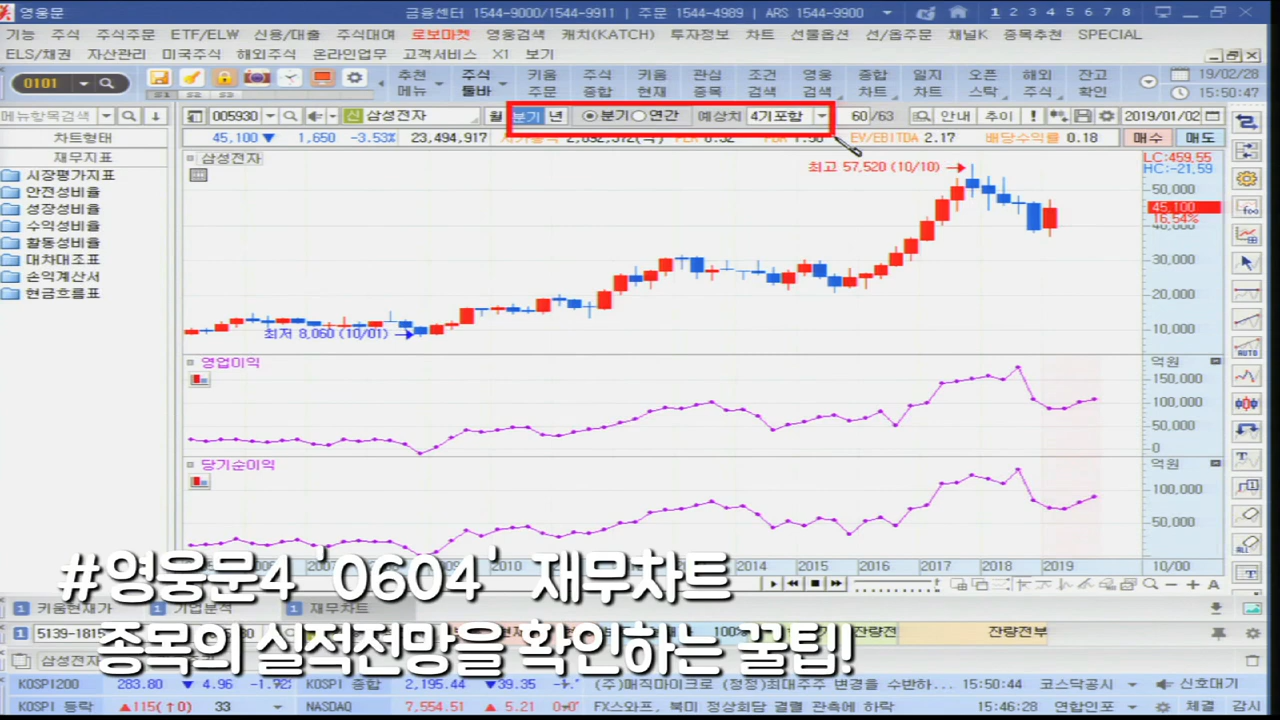 영웅문
금융센터 1544-9000/1544-9911 | 주문 1544-4989 | ARS 1544-9900
1 2 3 4 5 6 7 8
기능 주식 주식주문 ETF/ELW 신용/대출 주식대여 로보마켓 영웅검색 캐치(KATCH) 투자정보 차트 선물옵션 선/옵주문 채널K 종목추천 SPECIAL
ELS/채권 자산관리 미국주식 해외주식 온라인업무 고객서비스 X1 보기
0101
추천 메뉴
주식 툴바
키움 주문
주식 종합
키움 현재
관심 종목
조건 검색
영웅 검색
종합 차트
일지 차트
오픈 스탁
해외 주식
잔고 확인
19/02/28
15:50:47
메뉴항목검색
005930
신 삼성전자
월 분기 년 분기 연간 예상치 4기포함
60/63
안내 추이
2019/01/02
45,100 ▼ 1,650 -3.53% 23,494,917
EV/EBITDA 2.17 배당수익률 0.18 매수 매도
차트형태
재무지표
시장평가지표
안전성비율
성장성비율
수익성비율
활동성비율
대차대조표
손익계산서
현금흐름표
삼성전자
최고 57,520 (10/10)
최저 8,060 (10/01)
LC:459.55
HC:-21.59
50,000
45,100
16.54%
40,000
30,000
20,000
10,000
영업이익
억원
150,000
100,000
50,000
0
당기순이익
억원
100,000
50,000
2010 2014 2015 2016 2017 2018 2019 10/00
#영웅문4 '0604' 재무차트
키움현재가 기업분석 재무차트
종목의 실적전망을 확인하는 꿀팁!
5139-1815
100%
잔량전
잔량전부
삼성전자
KOSPI200 283.80 ▼ 4.96 KOSPI 종합 2,195.44 ▼39.35
(주)매직마이크로 (정정)최대주주 변경을 수반하... 15:50:44 코스닥공시 신호대기
KOSPI 등락 ▲115(↑0) 33 NASDAQ 7,554.51 ▲ 5.21
FX스와프, 북미 정상회담 결렬 관측에 하락 15:46:28 연합인포 체결 감시